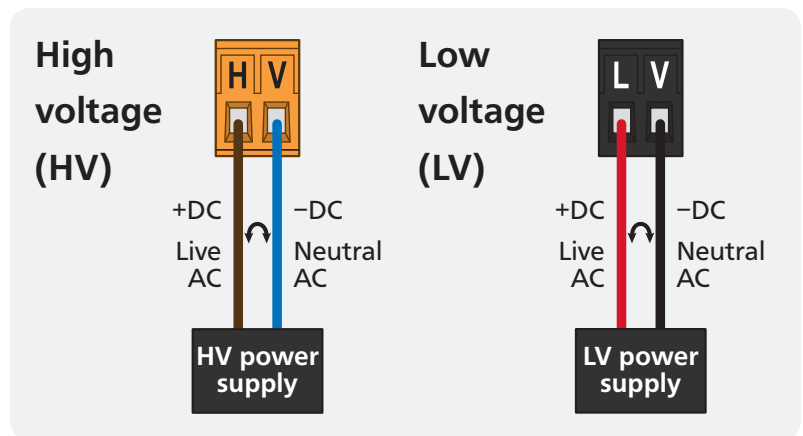 High
voltage
(HV)
H V
+DC
−DC
Live
AC
Neutral
AC
HV power
supply
Low
voltage
(LV)
L V
+DC
−DC
Live
AC
Neutral
AC
LV power
supply